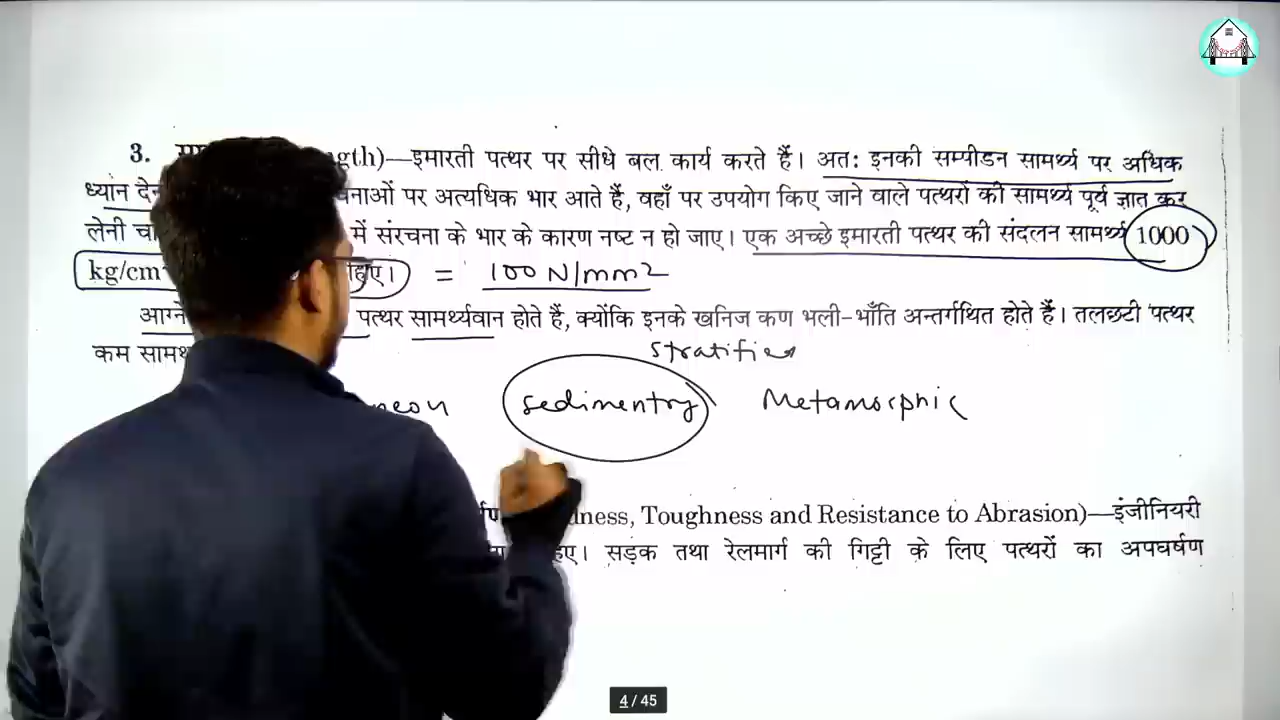 3. ngth)—इमारती पत्थर पर सीधे बल कार्य करते हैं। अतः इनकी सम्पीडन सामर्थ्य पर अधिक
ध्यान देन चनाओं पर अत्यधिक भार आते हैं, वहाँ पर उपयोग किए जाने वाले पत्थरों की सामर्थ्य पूर्व ज्ञात कर
लेनी चा में संरचना के भार के कारण नष्ट न हो जाए। एक अच्छे इमारती पत्थर की संदलन सामर्थ्य 1000
kg/cm हिए। = 100 N/mm2
आग्ने पत्थर सामर्थ्यवान होते हैं, क्योंकि इनके खनिज कण भली-भाँति अन्तर्गथित होते हैं। तलछटी पत्थर
कम सामर्थ stratifies
neou sedimentry Metamorphic
dness, Toughness and Resistance to Abrasion)—इंजीनियरी
हिए। सड़क तथा रेलमार्ग की गिट्टी के लिए पत्थरों का अपघर्षण
4 / 45